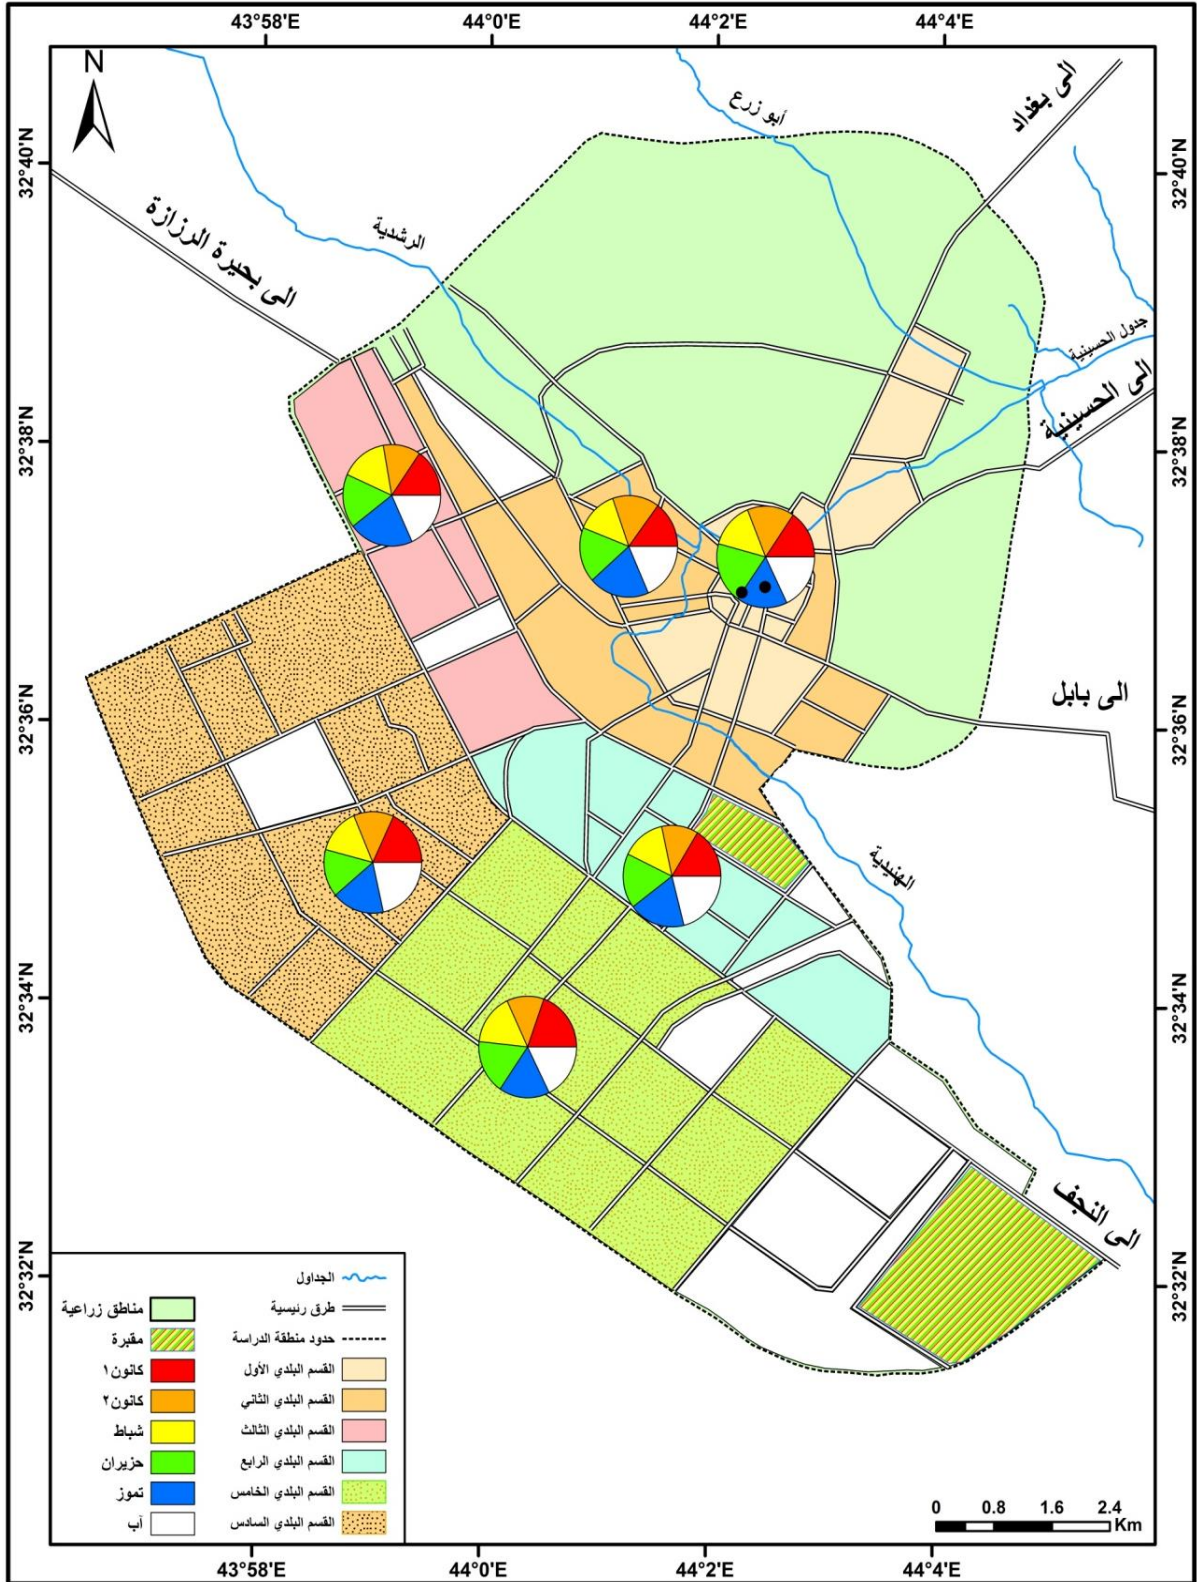 43°58'E
44°0'E
44°2'E
44°4'E
N
32°40'N
32°40'N
الى بغداد
أبو زرع
الرشدية
الى بحيرة الرزازة
جدول الحسينية
الى الحسينية
32°38'N
32°38'N
32°36'N
32°36'N
الى بابل
الهنيدية
32°34'N
32°34'N
الى النجف
32°32'N
32°32'N
الجداول
طرق رئيسية
حدود منطقة الدراسة
القسم البلدي الأول
القسم البلدي الثاني
القسم البلدي الثالث
القسم البلدي الرابع
القسم البلدي الخامس
القسم البلدي السادس
مناطق زراعية
مقبرة
كانون١
كانون٢
شباط
حزيران
تموز
آب
0 0.8 1.6 2.4
Km
43°58'E
44°0'E
44°2'E
44°4'E